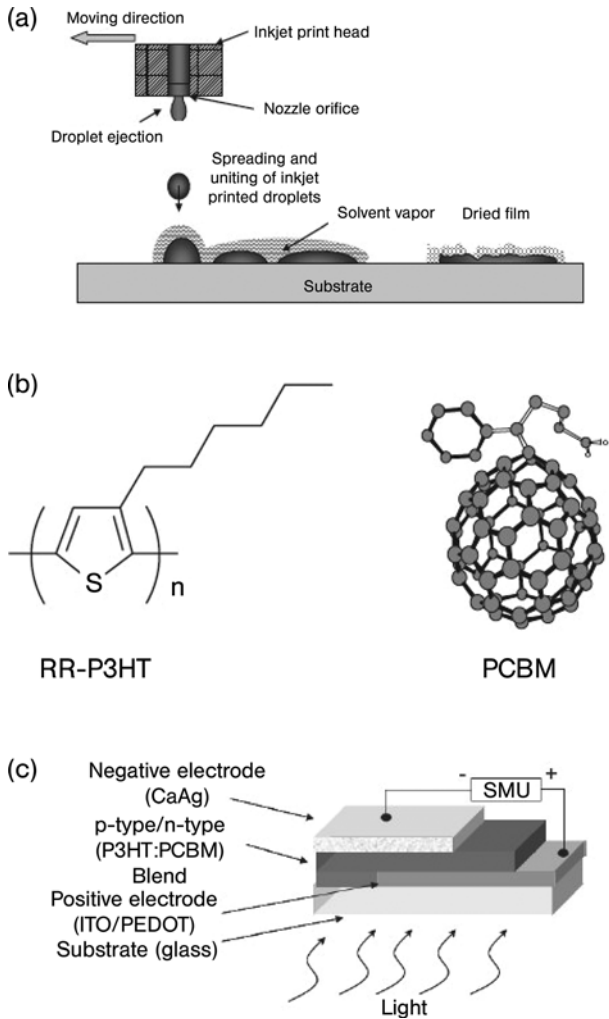 (a)
Moving direction
Inkjet print head
Nozzle orifice
Droplet ejection
Spreading and
uniting of inkjet
printed droplets
Solvent vapor
Dried film
Substrate
(b)
S
n
RR-P3HT
PCBM
(c)
Negative electrode
(CaAg)
p-type/n-type
(P3HT:PCBM)
Blend
Positive electrode
(ITO/PEDOT)
Substrate (glass)
- SMU +
Light